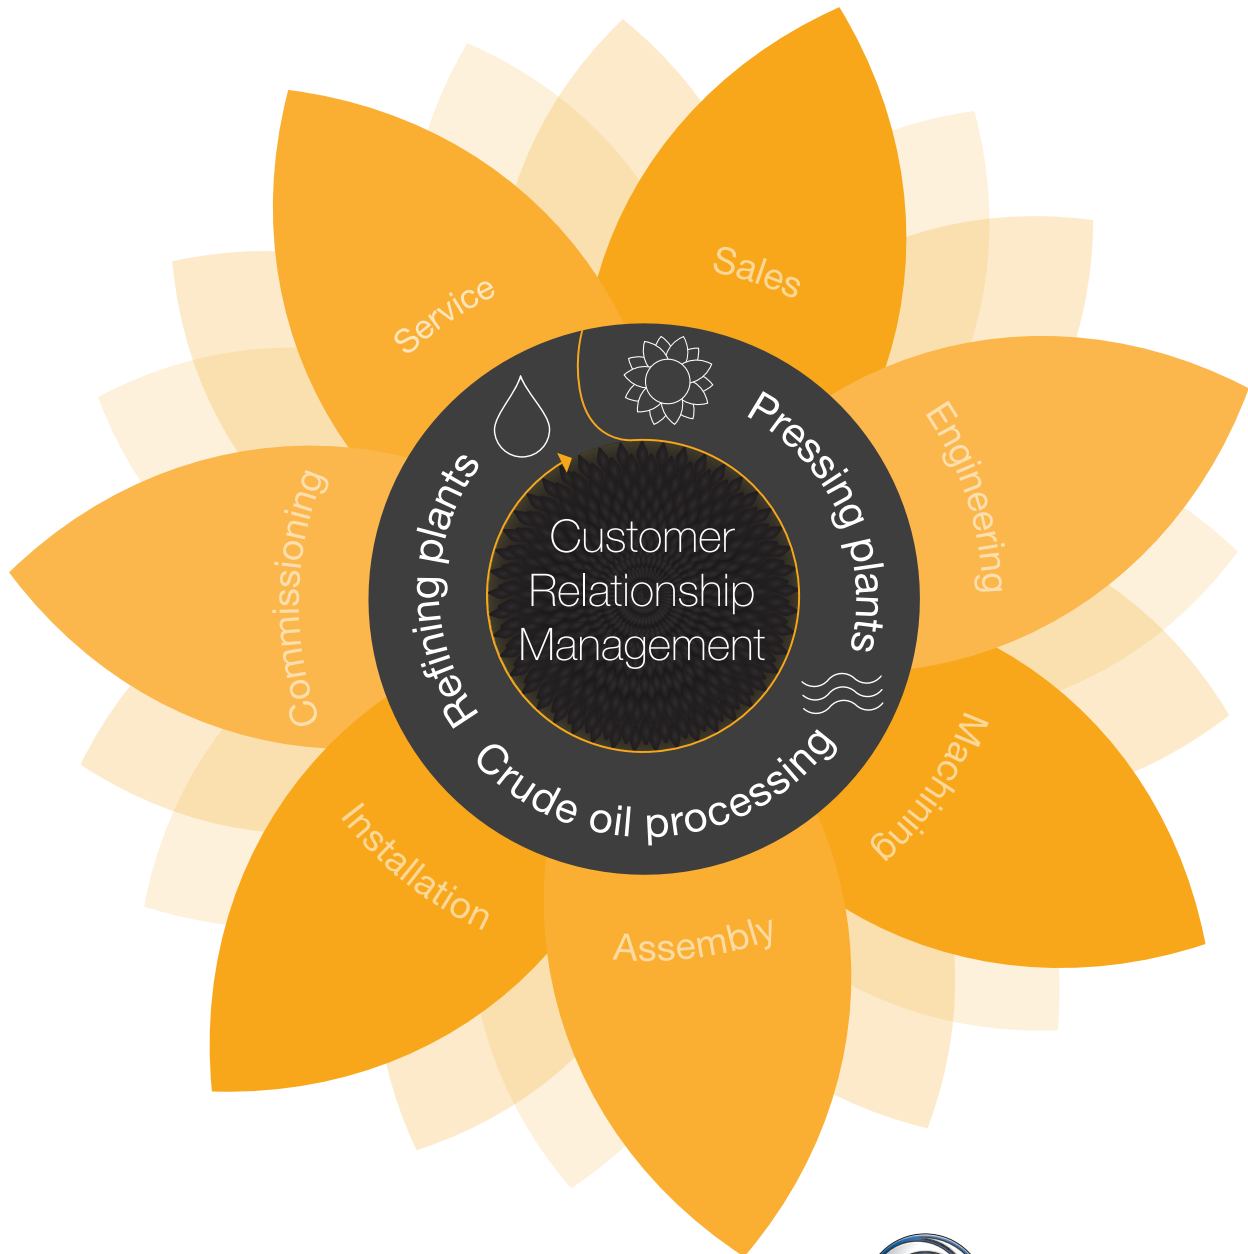 Customer
Relationship
Management
Pressing plants
Crude oil processing
Refining plants
Sales
Engineering
Machining
Assembly
Installation
Commissioning
Service